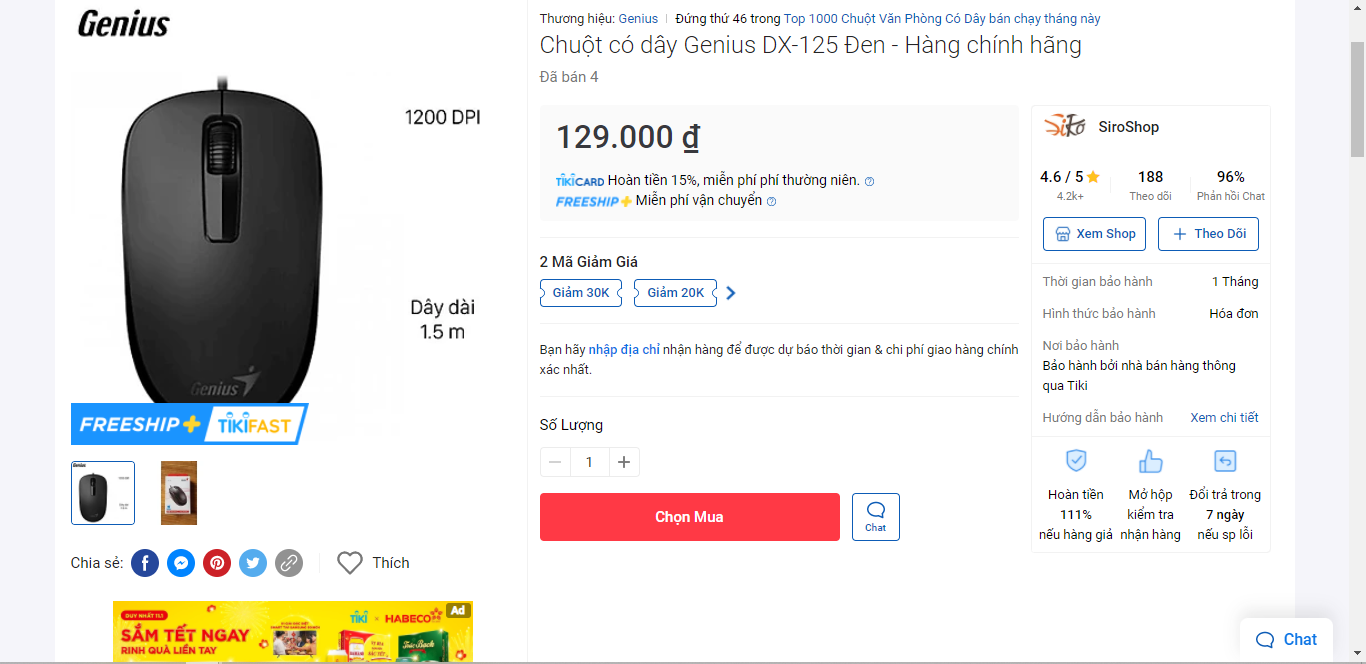 Genius
1200 DPI
Dây dài
1.5 m
Genius
FREESHIP+ TIKIFAST
Chia sẻ:
Thích
Ad
DUY NHẤT 11.1
SẮM TẾT NGAY
RINH QUÀ LIỀN TAY
TIKI × HABECO
Trúc Bạch
Thương hiệu: Genius | Đứng thứ 46 trong Top 1000 Chuột Văn Phòng Có Dây bán chạy tháng này
Chuột có dây Genius DX-125 Đen - Hàng chính hãng
Đã bán 4
129.000 ₫
TIKICARD Hoàn tiền 15%, miễn phí phí thường niên. ?
FREESHIP+ Miễn phí vận chuyển ?
2 Mã Giảm Giá
Giảm 30K Giảm 20K
Bạn hãy nhập địa chỉ nhận hàng để được dự báo thời gian & chi phí giao hàng chính
xác nhất.
Số Lượng
1
Chọn Mua
Chat
SiRo SiroShop
4.6 / 5 188 96%
4.2k+ Theo dõi Phản hồi Chat
Xem Shop + Theo Dõi
Thời gian bảo hành 1 Tháng
Hình thức bảo hành Hóa đơn
Nơi bảo hành
Bảo hành bởi nhà bán hàng thông
qua Tiki
Hướng dẫn bảo hành Xem chi tiết
Hoàn tiền Mở hộp Đổi trả trong
111% kiểm tra 7 ngày
nếu hàng giả nhận hàng nếu sp lỗi
Chat